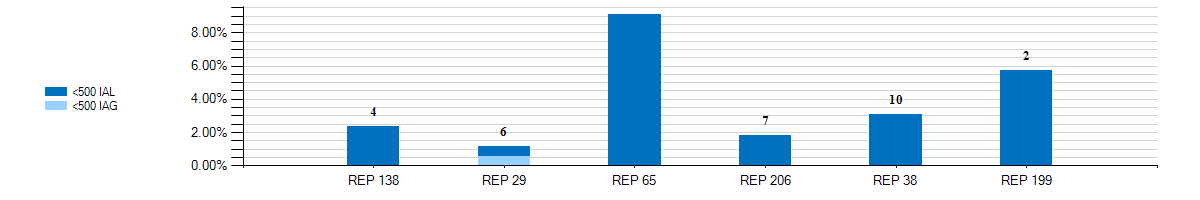 8.00%
6.00%
4.00%
2.00%
0.00%
<500 IAL
<500 IAG
4
6
7
10
2
REP 138
REP 29
REP 65
REP 206
REP 38
REP 199